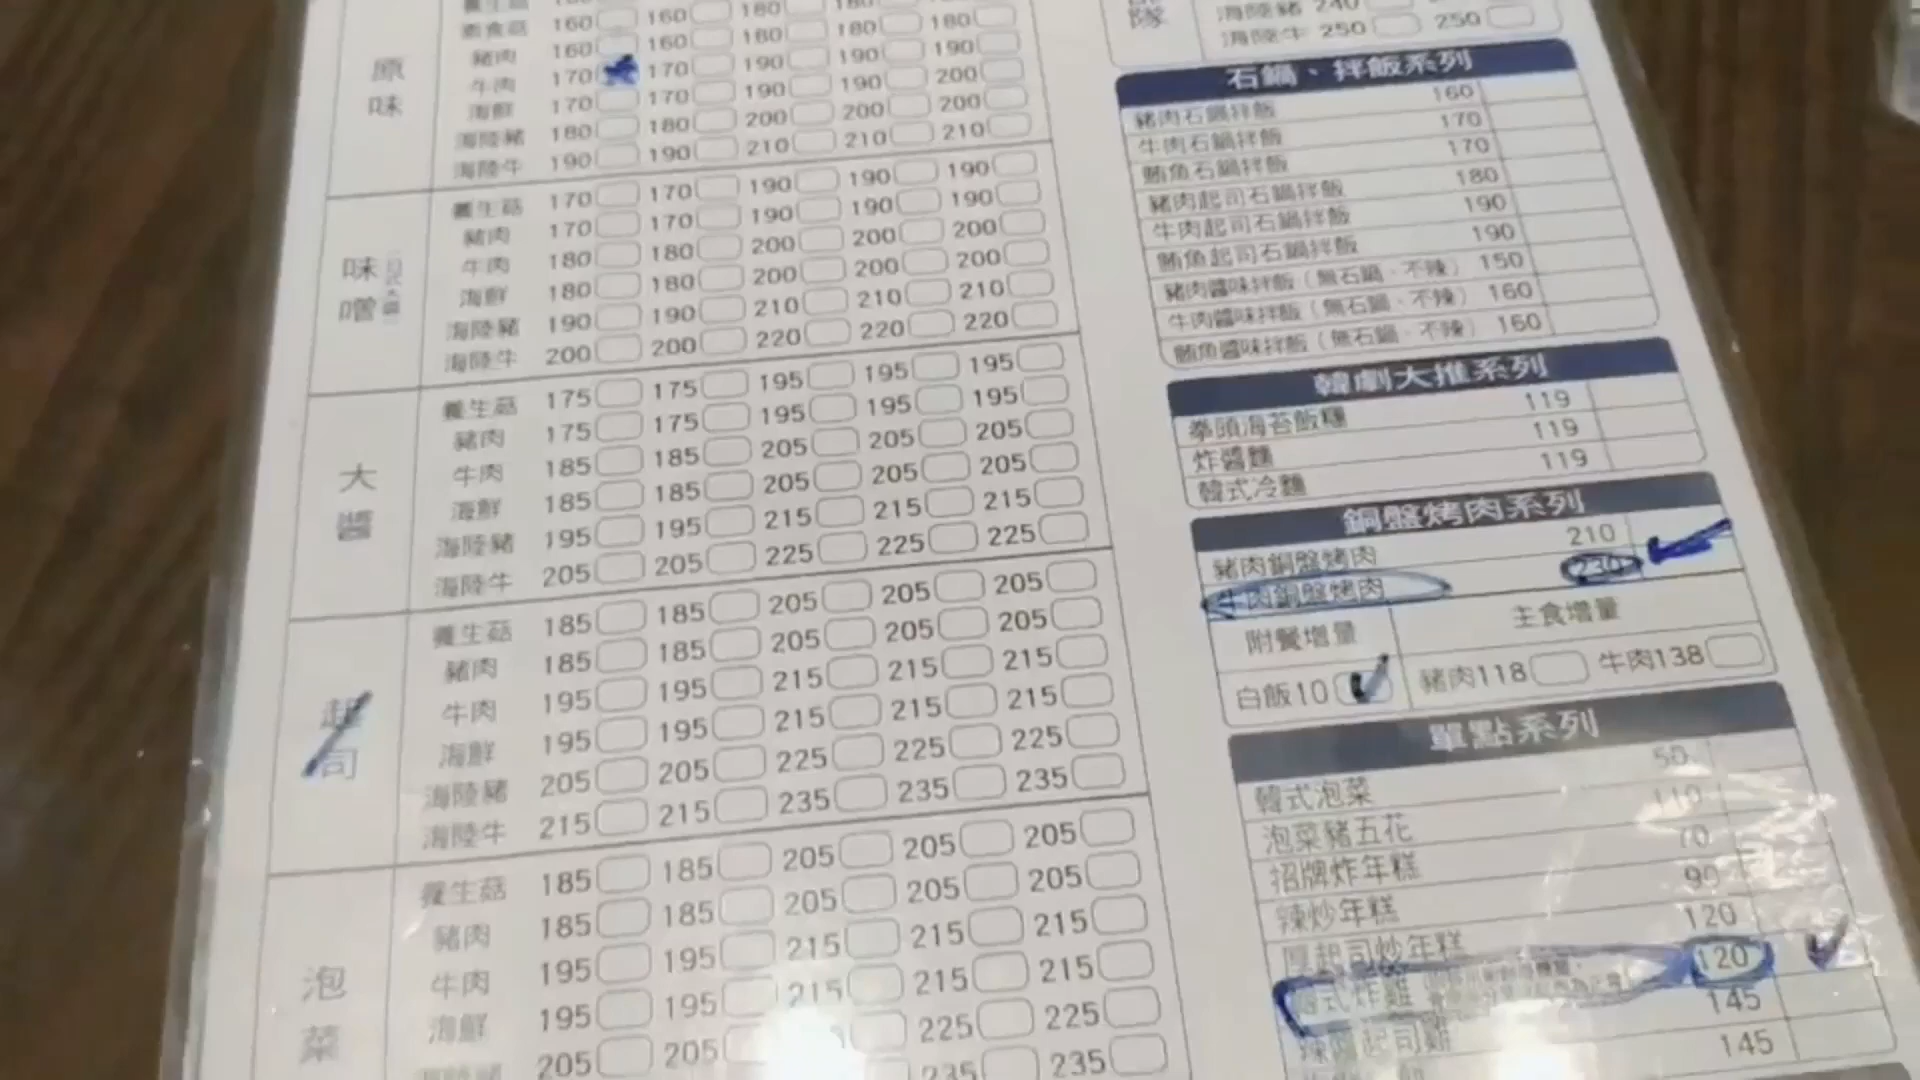 原味
養生菇
素食菇 160 160 180 180 180
豬肉 160 160 180 180 180
牛肉 170 170 190 190 190
海鮮 170 170 190 190 200
海陸豬 180 180 200 200 200
海陸牛 190 190 210 210 210
味噌
養生菇 170 170 190 190 190
豬肉 170 170 190 190 190
牛肉 180 180 200 200 200
海鮮 180 180 200 200 200
海陸豬 190 190 210 210 210
海陸牛 200 200 220 220 220
大醬
養生菇 175 175 195 195 195
豬肉 175 175 195 195 195
牛肉 185 185 205 205 205
海鮮 185 185 205 205 205
海陸豬 195 195 215 215 215
海陸牛 205 205 225 225 225
起司
養生菇 185 185 205 205 205
豬肉 185 185 205 205 205
牛肉 195 195 215 215 215
海鮮 195 195 215 215 215
海陸豬 205 205 225 225 225
海陸牛 215 215 235 235 235
泡菜
養生菇 185 185 205 205 205
豬肉 185 185 205 205 205
牛肉 195 195 215 215 215
海鮮 195 195 215 215 215
205 205 225 225
235 235
隊
海陸豬 240
海陸牛 250 250
石鍋、拌飯系列
豬肉石鍋拌飯 160
牛肉石鍋拌飯 170
鮪魚石鍋拌飯 170
豬肉起司石鍋拌飯 180
牛肉起司石鍋拌飯 190
鮪魚起司石鍋拌飯 190
豬肉醬味拌飯(無石鍋、不辣) 150
牛肉醬味拌飯(無石鍋、不辣) 160
鮪魚醬味拌飯(無石鍋、不辣) 160
韓劇大推系列
拳頭海苔飯糰 119
炸醬麵 119
韓式冷麵 119
銅盤烤肉系列
豬肉銅盤烤肉 210
牛肉銅盤烤肉 230
附餐增量 主食增量
白飯10 豬肉118 牛肉138
單點系列
韓式泡菜 50
泡菜豬五花 110
招牌炸年糕 70
辣炒年糕 90
厚起司炒年糕 120
韓式炸雞 120
145
145